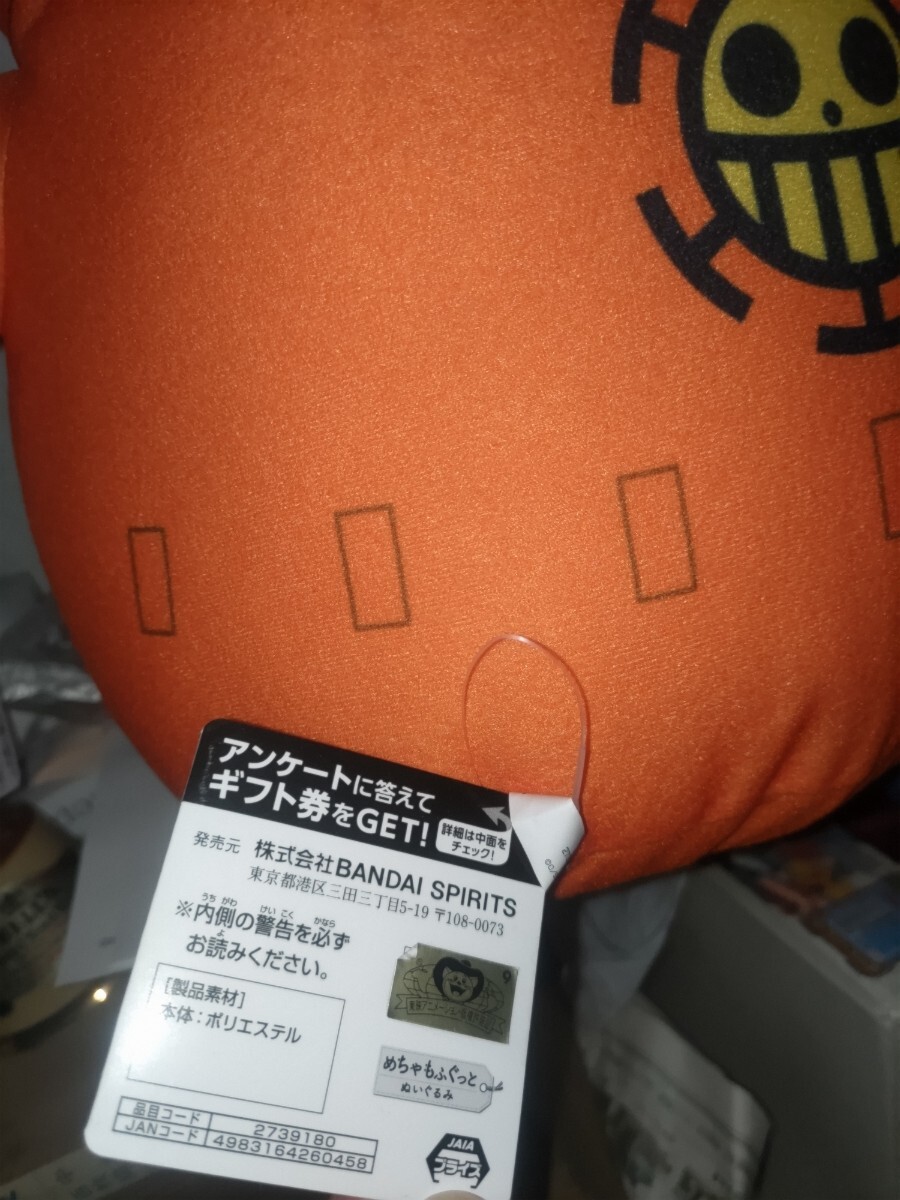 アンケートに答えて
ギフト券をGET!
詳細は中面を
チェック!
発売元 株式会社BANDAI SPIRITS
東京都港区三田三丁目5-19 〒108-0073
※内側の警告を必ず
お読みください。
[製品素材]
本体：ポリエステル
めちゃもふぐっと
ぬいぐるみ
品目コード 2739180
JANコード 4983164260458
JAIA
プライズ